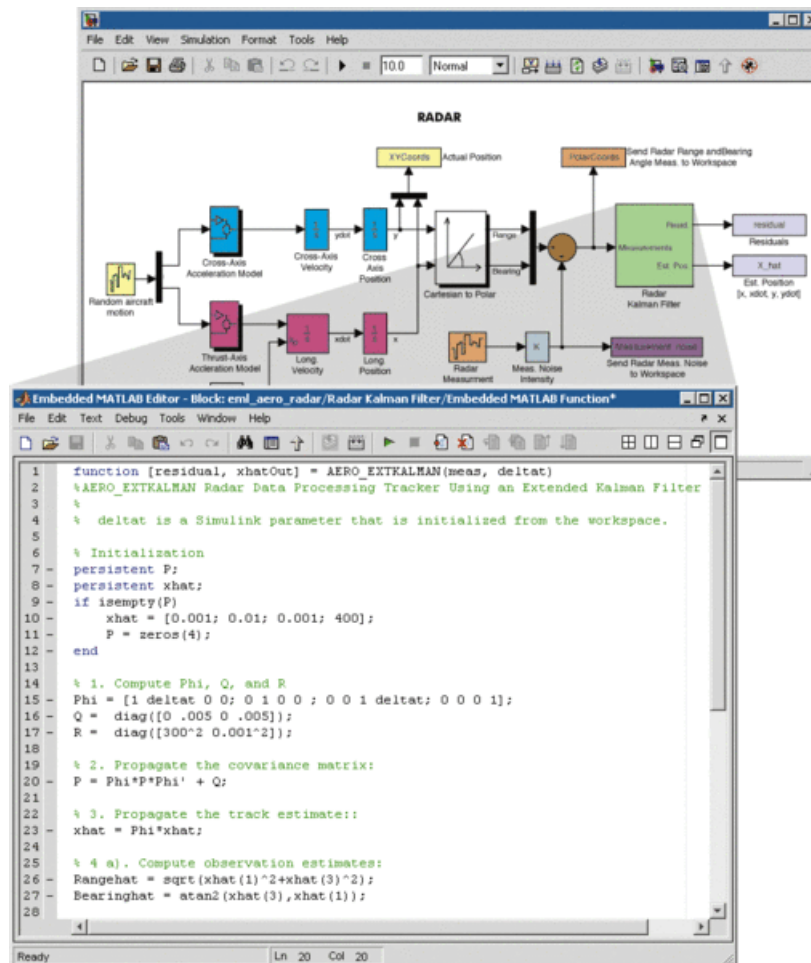 File Edit View Simulation Format Tools Help
10.0 Normal
RADAR
XYCoords Actual Position
PolarCoords Send Radar Range andBearing
Angle Meas. to Workspace
Cross-Axis
Acceleration Model
ydot
Cross-Axis
Velocity
y
Cross
Axis
Position
Range
Bearing
Cartesian to Polar
Measurements
Resid
Est. Pos.
Radar
Kalman Filter
residual
Residuals
X_hat
Est. Position
[x, xdot, y, ydot]
Random aircraft
motion
Thrust-Axis
Accleration Model
Long.
Velocity
xdot
Long.
Position
x
Radar
Measurment
K
Meas. Noise
Intensity
Send Radar Meas. Noise
to Workspace
Embedded MATLAB Editor - Block: eml_aero_radar/Radar Kalman Filter/Embedded MATLAB Function*
File Edit Text Debug Tools Window Help
1 function [residual, xhatOut] = AERO_EXTKALMAN(meas, deltat)
2 %AERO_EXTKALMAN Radar Data Processing Tracker Using an Extended Kalman Filter
3 %
4 % deltat is a Simulink parameter that is initialized from the workspace.
5
6 % Initialization
7 - persistent P;
8 - persistent xhat;
9 - if isempty(P)
10 - xhat = [0.001; 0.01; 0.001; 400];
11 - P = zeros(4);
12 - end
13
14 % 1. Compute Phi, Q, and R
15 - Phi = [1 deltat 0 0; 0 1 0 0 ; 0 0 1 deltat; 0 0 0 1];
16 - Q = diag([0 .005 0 .005]);
17 - R = diag([300^2 0.001^2]);
18
19 % 2. Propagate the covariance matrix:
20 - P = Phi*P*Phi' + Q;
21
22 % 3. Propagate the track estimate::
23 - xhat = Phi*xhat;
24
25 % 4 a). Compute observation estimates:
26 - Rangehat = sqrt(xhat(1)^2+xhat(3)^2);
27 - Bearinghat = atan2(xhat(3),xhat(1));
28
Ready Ln 20 Col 20